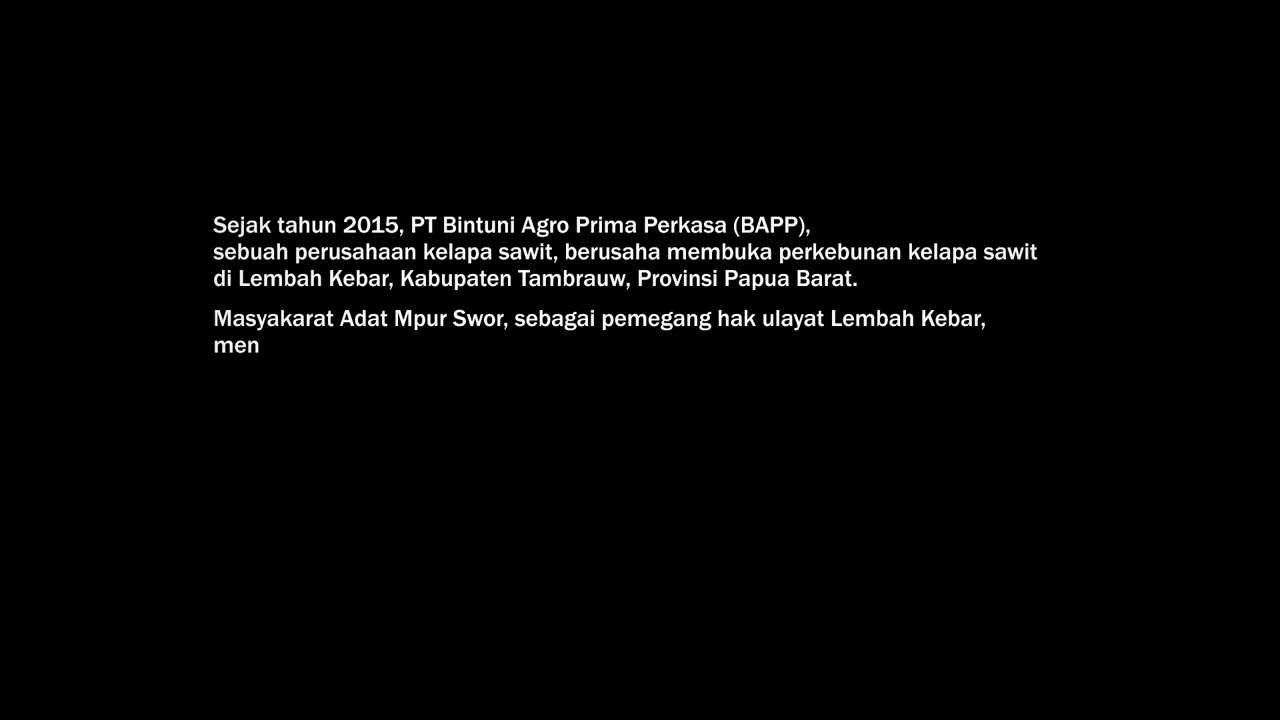 Sejak tahun 2015, PT Bintuni Agro Prima Perkasa (BAPP),
sebuah perusahaan kelapa sawit, berusaha membuka perkebunan kelapa sawit
di Lembah Kebar, Kabupaten Tambrauw, Provinsi Papua Barat.
Masyakarat Adat Mpur Swor, sebagai pemegang hak ulayat Lembah Kebar,
men